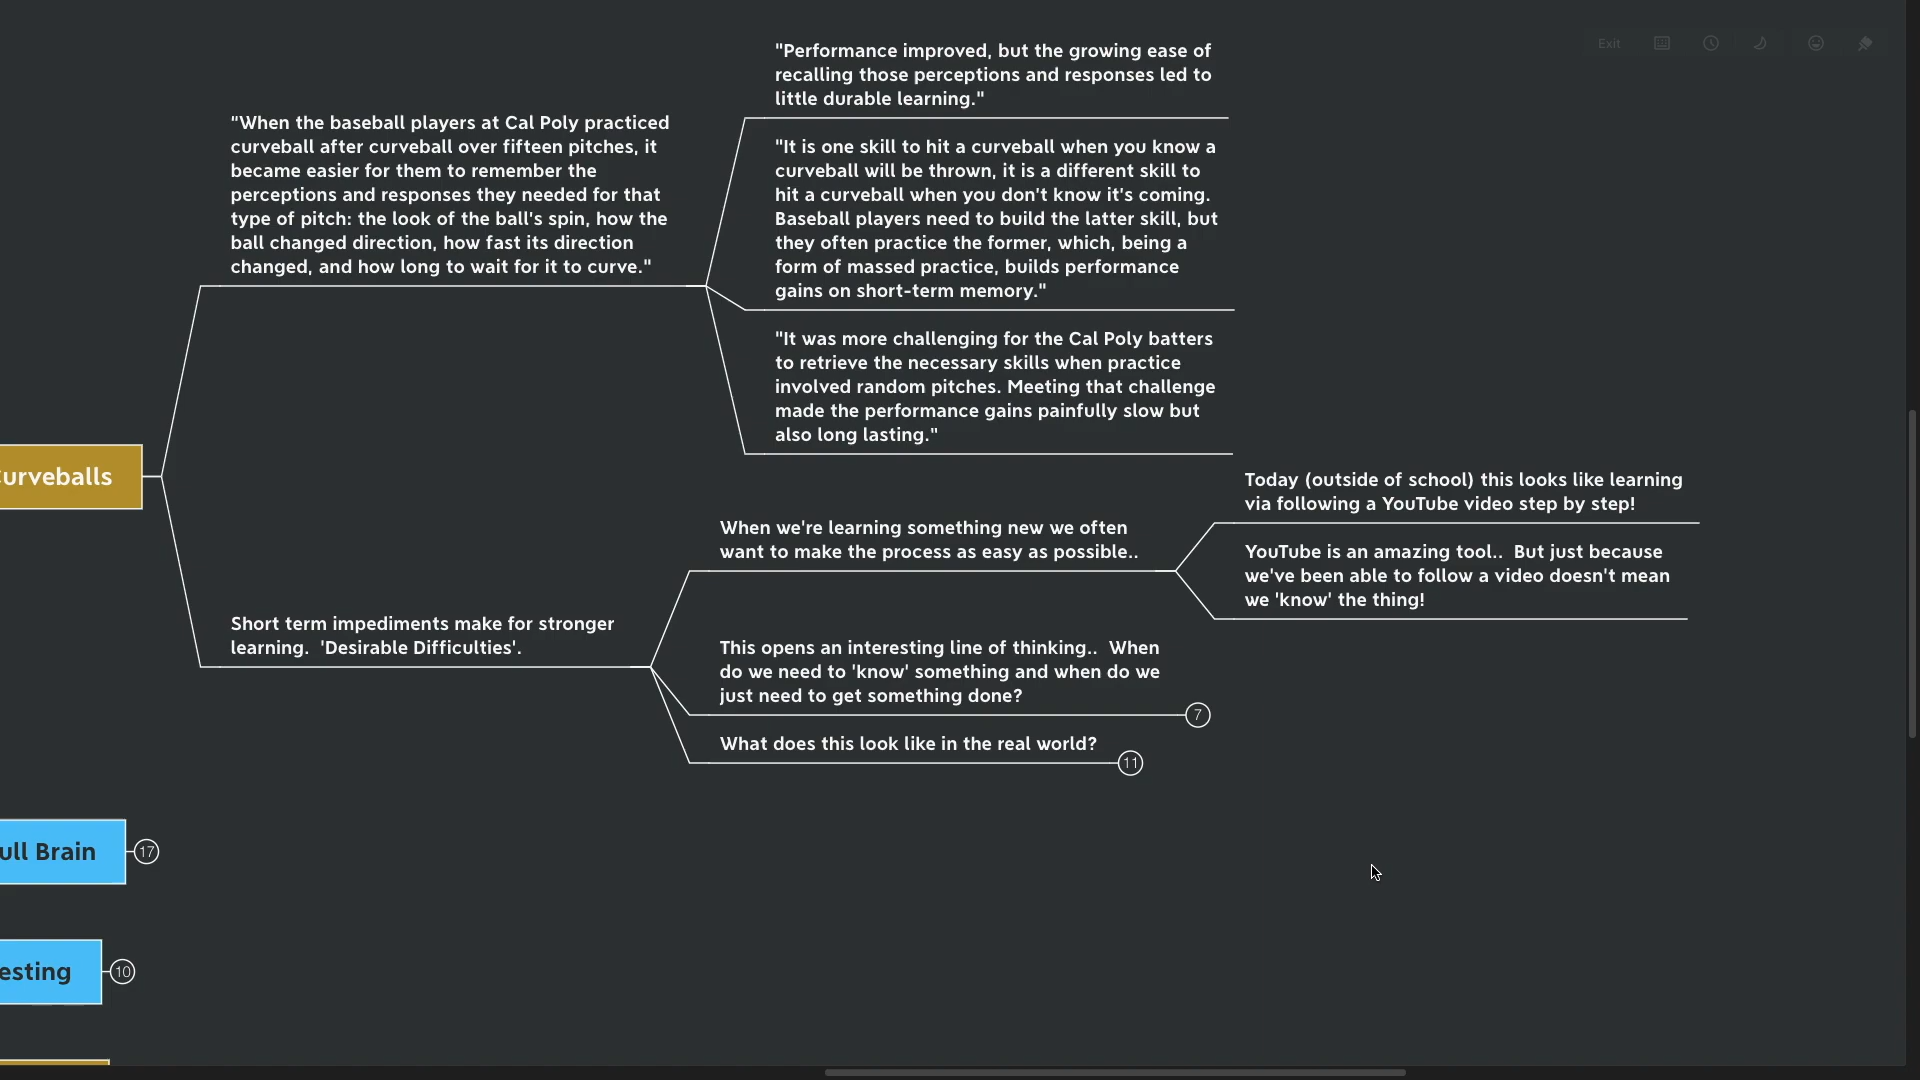 Exit
"Performance improved, but the growing ease of
recalling those perceptions and responses led to
little durable learning."
"When the baseball players at Cal Poly practiced
curveball after curveball over fifteen pitches, it
became easier for them to remember the
perceptions and responses they needed for that
type of pitch: the look of the ball's spin, how the
ball changed direction, how fast its direction
changed, and how long to wait for it to curve."
"It is one skill to hit a curveball when you know a
curveball will be thrown, it is a different skill to
hit a curveball when you don't know it's coming.
Baseball players need to build the latter skill, but
they often practice the former, which, being a
form of massed practice, builds performance
gains on short-term memory."
"It was more challenging for the Cal Poly batters
to retrieve the necessary skills when practice
involved random pitches. Meeting that challenge
made the performance gains painfully slow but
also long lasting."
urveballs
Today (outside of school) this looks like learning
via following a YouTube video step by step!
When we're learning something new we often
want to make the process as easy as possible..
YouTube is an amazing tool..  But just because
we've been able to follow a video doesn't mean
we 'know' the thing!
Short term impediments make for stronger
learning.  'Desirable Difficulties'.
This opens an interesting line of thinking..  When
do we need to 'know' something and when do we
just need to get something done?
7
What does this look like in the real world?
11
ull Brain
17
esting
10